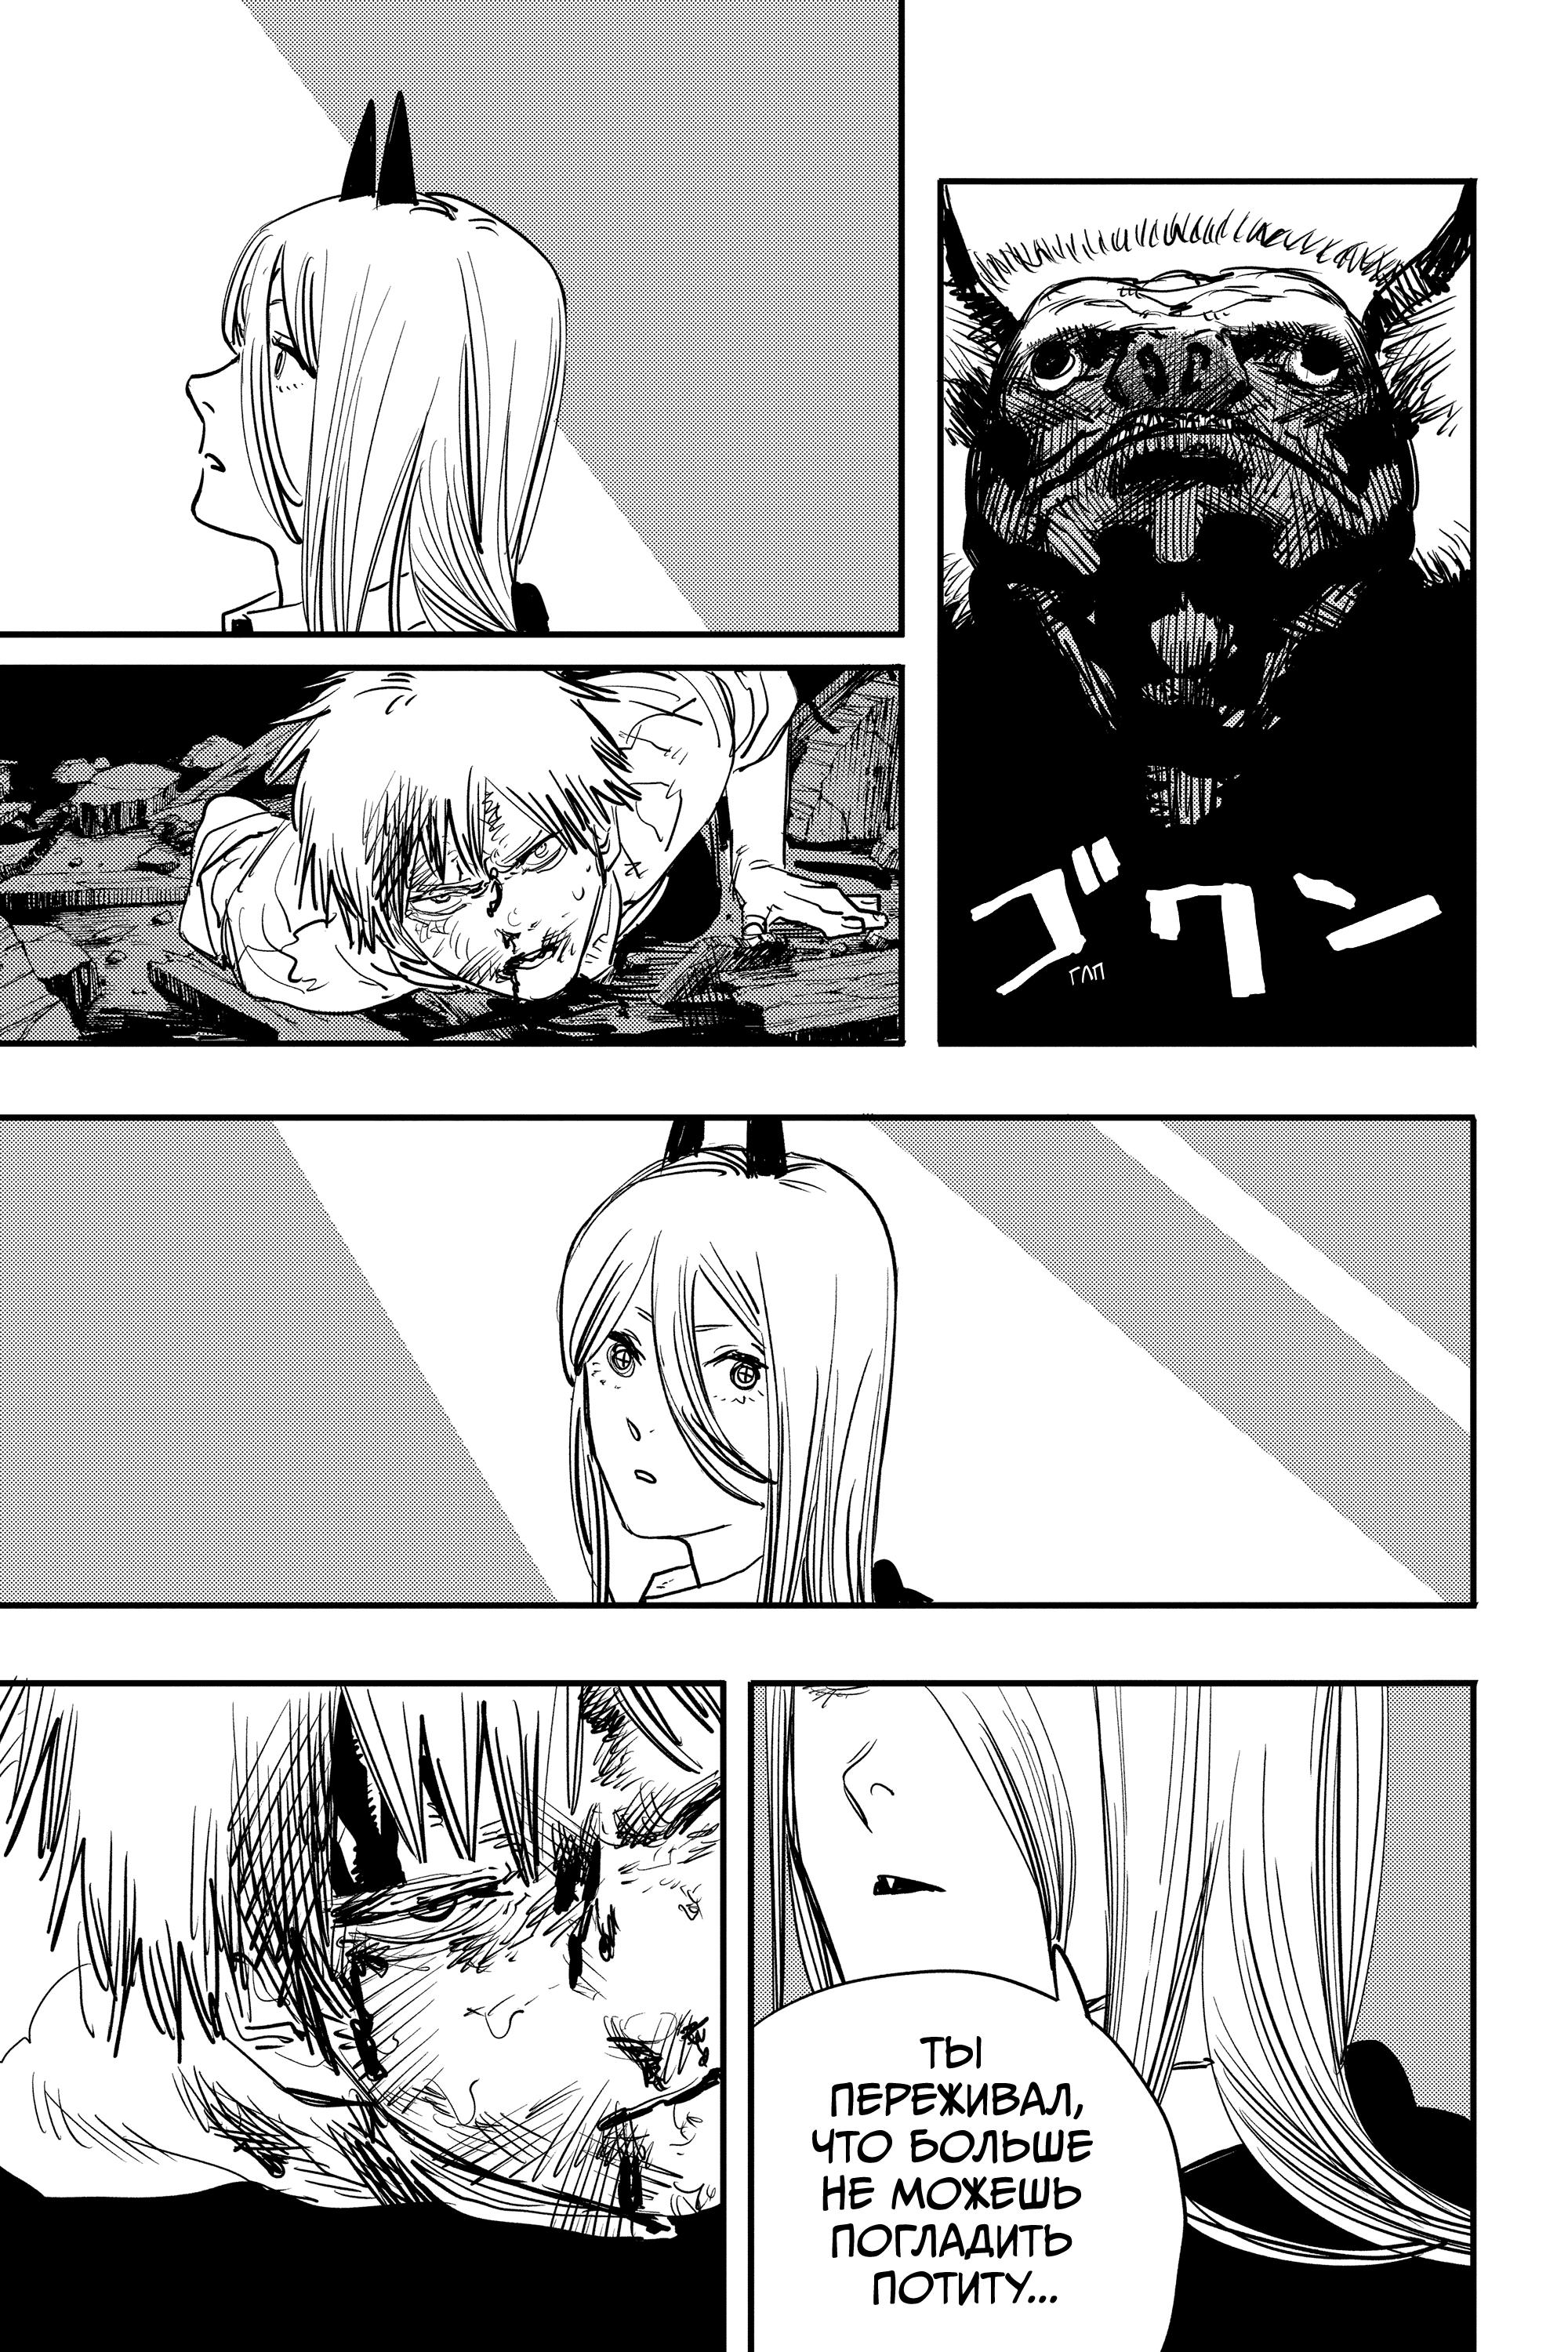 ゴクン
ГЛП
ТЫ
ПЕРЕЖИВАЛ,
ЧТО БОЛЬШЕ
НЕ МОЖЕШЬ
ПОГЛАДИТЬ
ПОТИТУ...